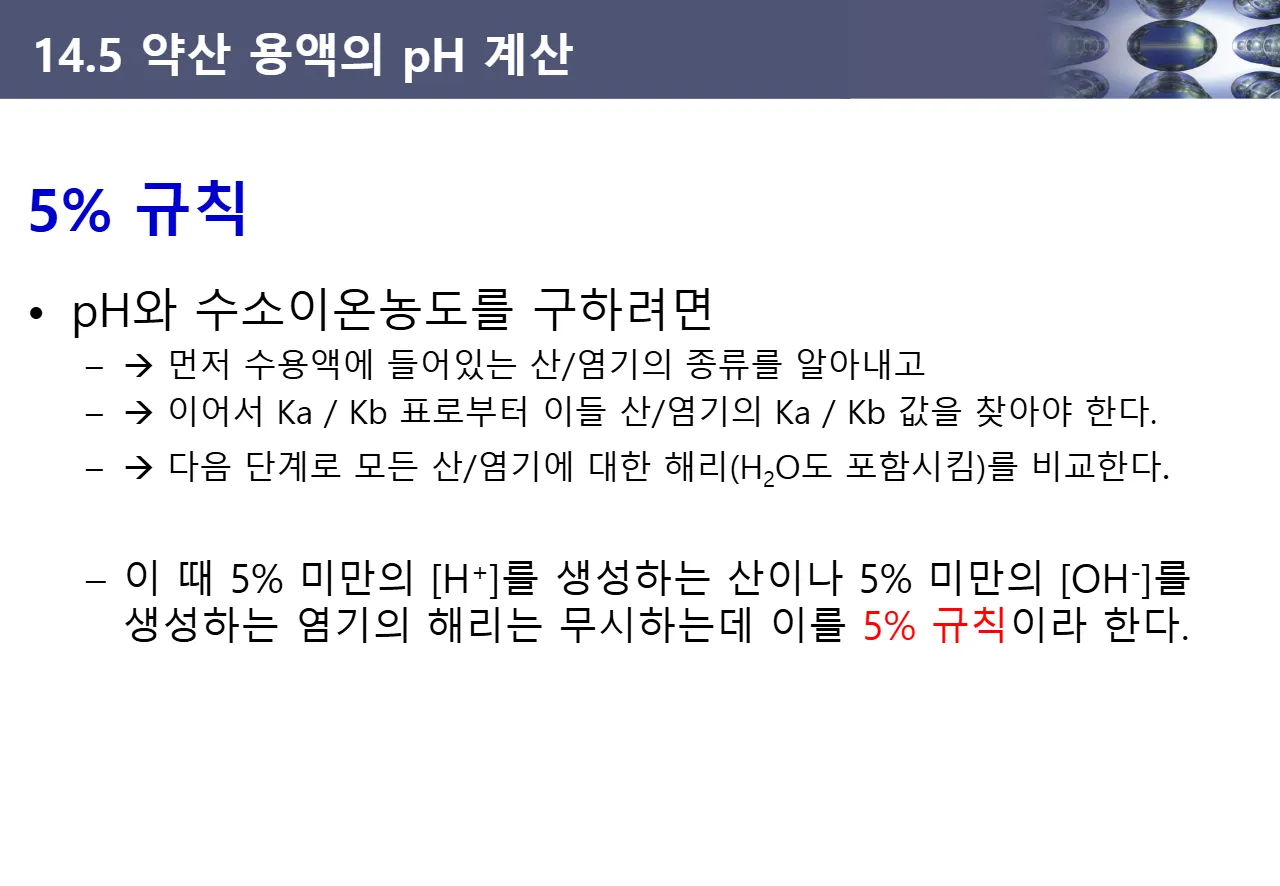 14.5 약산 용액의 pH 계산
5% 규칙
• pH와 수소이온농도를 구하려면
– → 먼저 수용액에 들어있는 산/염기의 종류를 알아내고
– → 이어서 Ka / Kb 표로부터 이들 산/염기의 Ka / Kb 값을 찾아야 한다.
– → 다음 단계로 모든 산/염기에 대한 해리(H₂O도 포함시킴)를 비교한다.
– 이 때 5% 미만의 [H⁺]를 생성하는 산이나 5% 미만의 [OH⁻]를
생성하는 염기의 해리는 무시하는데 이를 5% 규칙이라 한다.